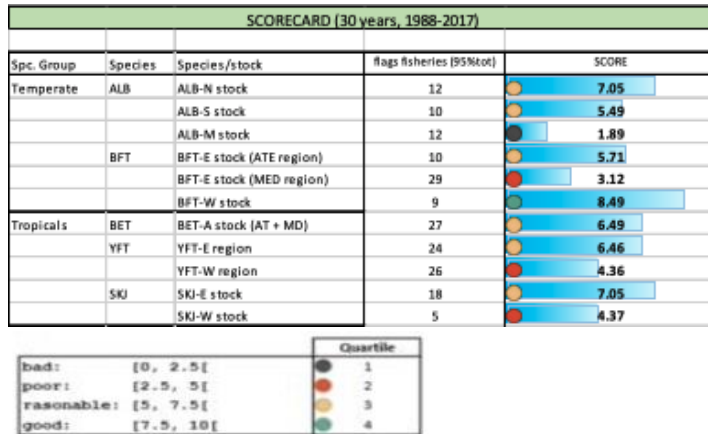 SCORECARD (30 years, 1988-2017)
Spc. Group Species Species/stock flags fisheries (95%tot) SCORE
Temperate ALB ALB-N stock 12 7.05
ALB-S stock 10 5.49
ALB-M stock 12 1.89
BFT BFT-E stock (ATE region) 10 5.71
BFT-E stock (MED region) 29 3.12
BFT-W stock 9 8.49
Tropicals BET BET-A stock (AT + MD) 27 6.49
YFT YFT-E region 24 6.46
YFT-W region 26 4.36
SKJ SKJ-E stock 18 7.05
SKJ-W stock 5 4.37
Quartile
bad: [0, 2.5[ 1
poor: [2.5, 5[ 2
rasonable: [5, 7.5[ 3
good: [7.5, 10[ 4